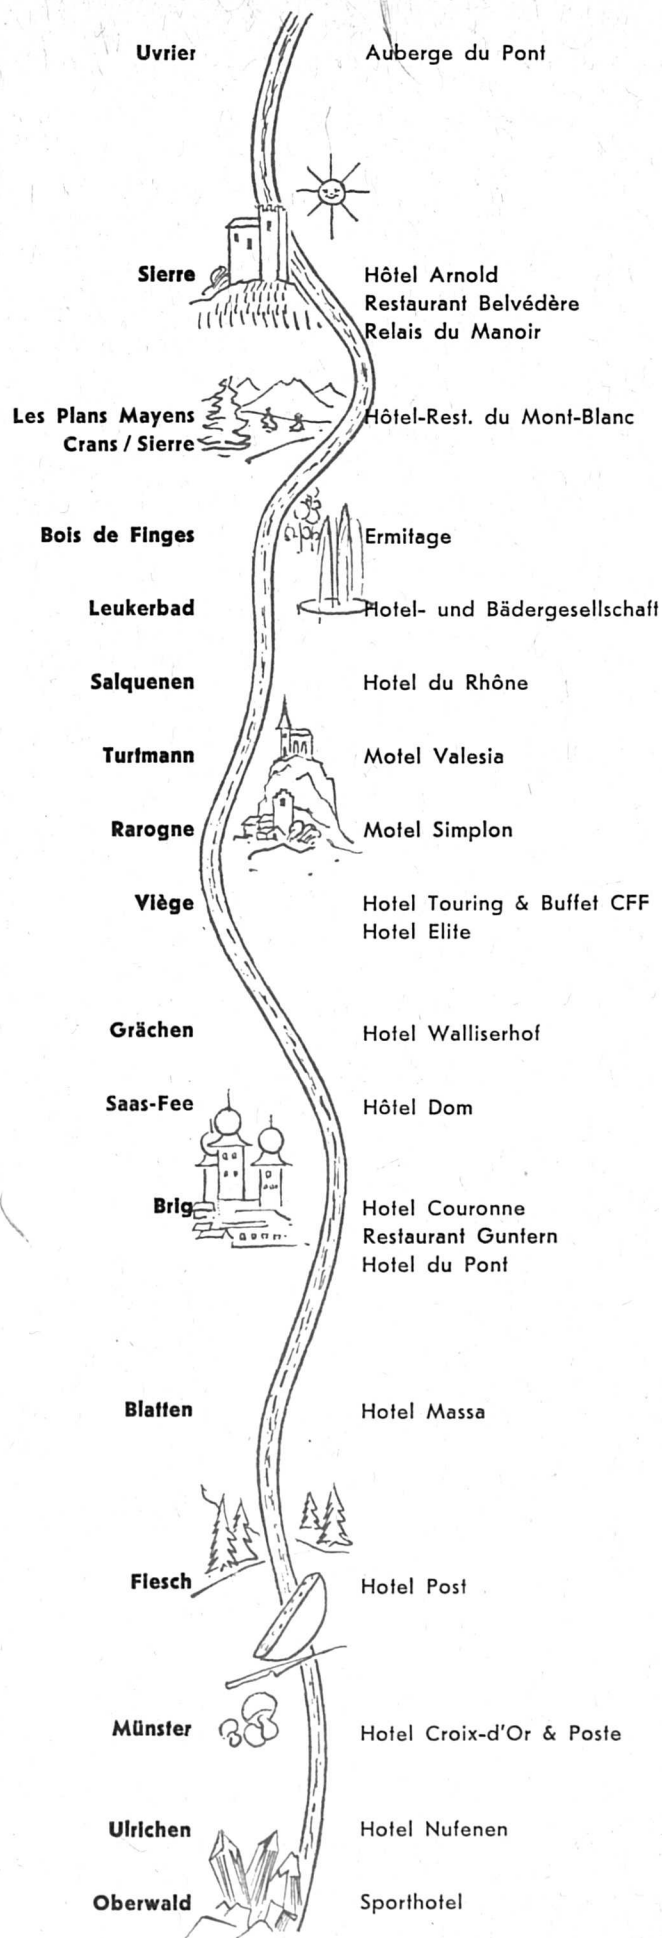 Uvrier Auberge du Pont
Sierre Hôtel Arnold
Restaurant Belvédère
Relais du Manoir
Les Plans Mayens Hôtel-Rest. du Mont-Blanc
Crans / Sierre
Bois de Finges Ermitage
Leukerbad Hotel- und Bädergesellschaft
Salquenen Hotel du Rhône
Turtmann Motel Valesia
Rarogne Motel Simplon
Viège Hotel Touring & Buffet CFF
Hotel Elite
Grächen Hotel Walliserhof
Saas-Fee Hôtel Dom
Brig Hotel Couronne
Restaurant Guntern
Hotel du Pont
Blatten Hotel Massa
Fiesch Hotel Post
Münster Hotel Croix-d'Or & Poste
Ulrichen Hotel Nufenen
Oberwald Sporthotel